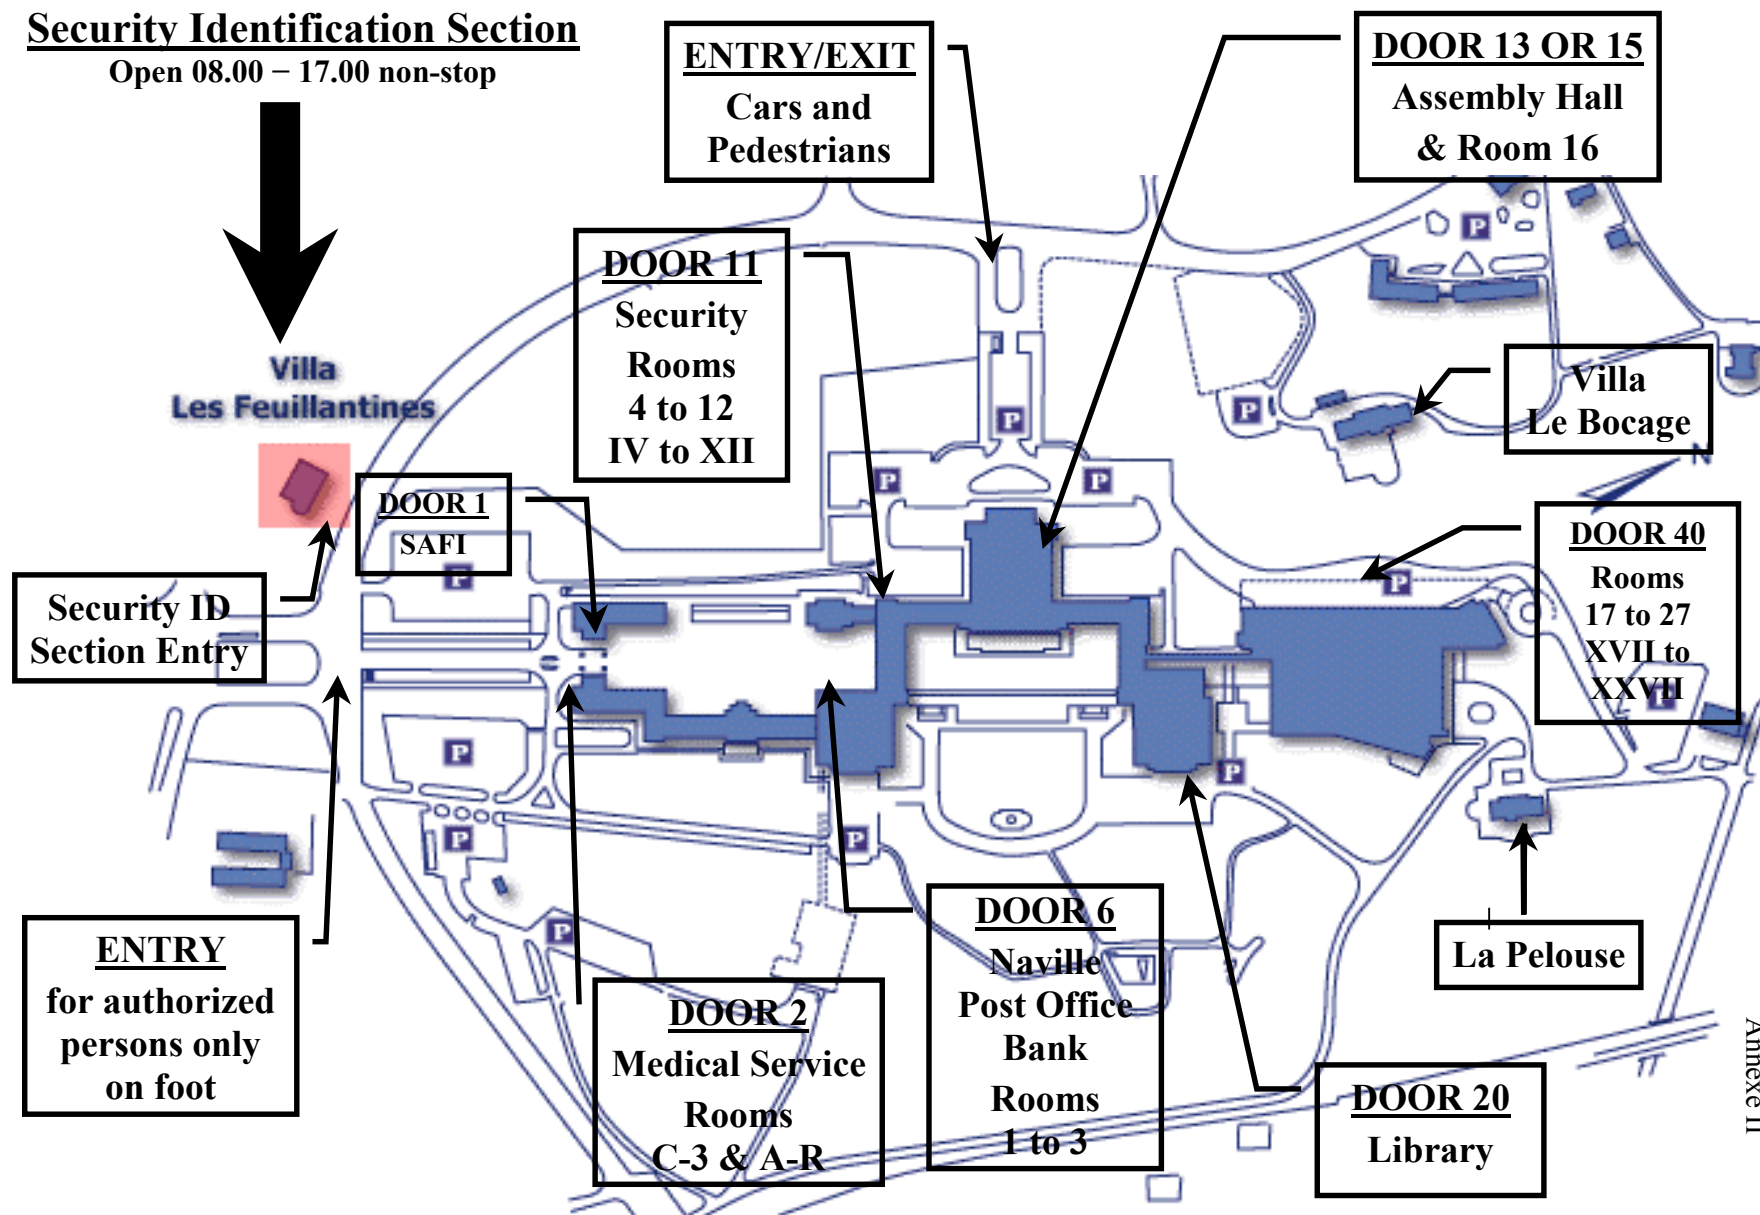 Security Identification Section
Open 08.00 – 17.00 non-stop
ENTRY/EXIT
Cars and
Pedestrians
DOOR 13 OR 15
Assembly Hall
& Room 16
DOOR 11
Security
Rooms
4 to 12
IV to XII
Villa
Les Feuillantines
Villa
Le Bocage
N
DOOR 1
SAFI
DOOR 40
Rooms
17 to 27
XVII to
XXVII
Security ID
Section Entry
P
P
P
P
P
P
P
P
P
P
P
P
P
ENTRY
for authorized
persons only
on foot
DOOR 2
Medical Service
Rooms
C-3 & A-R
DOOR 6
Naville
Post Office
Bank
Rooms
1 to 3
La Pelouse
DOOR 20
Library
Annexe II